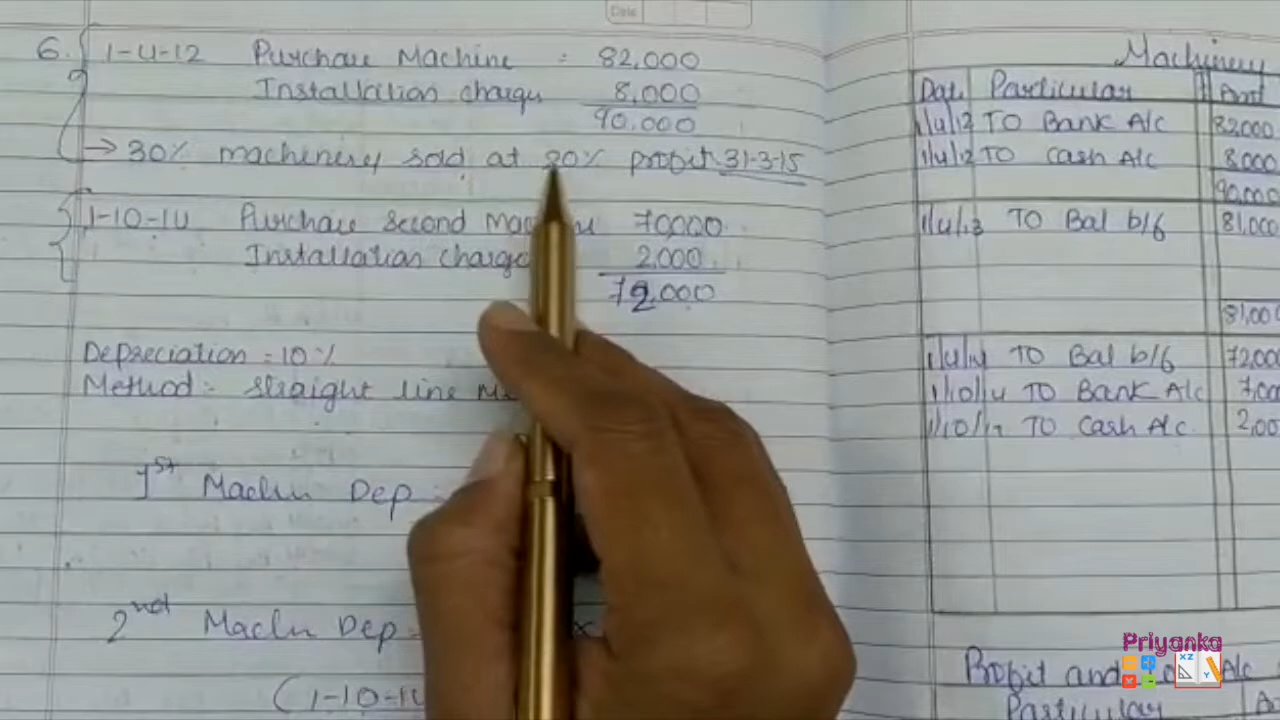 Date
6. 1-4-12 Purchase Machine = 82,000
Installation charges 8,000
90,000
→ 30% machinery sold at 20% profit 31-3-15
1-10-14 Purchase second 70,000
Installation charge 2,000
72,000
Depreciation = 10%
Method - straight line
1st Machn Dep
2nd Machn Dep
(1-10-14
Machinery
Date Particular Amt
1/4/12 TO Bank A/c 82000
1/4/12 TO Cash A/c 8,000
90,000
1/4/13 TO Bal b/f 81,000
81,000
1/4/14 TO Bal b/f 72,000
1/10/14 TO Bank A/c 7,000
1/10/14 TO Cash A/c 2,00
Profit and A/c
Particular A
Priyanka